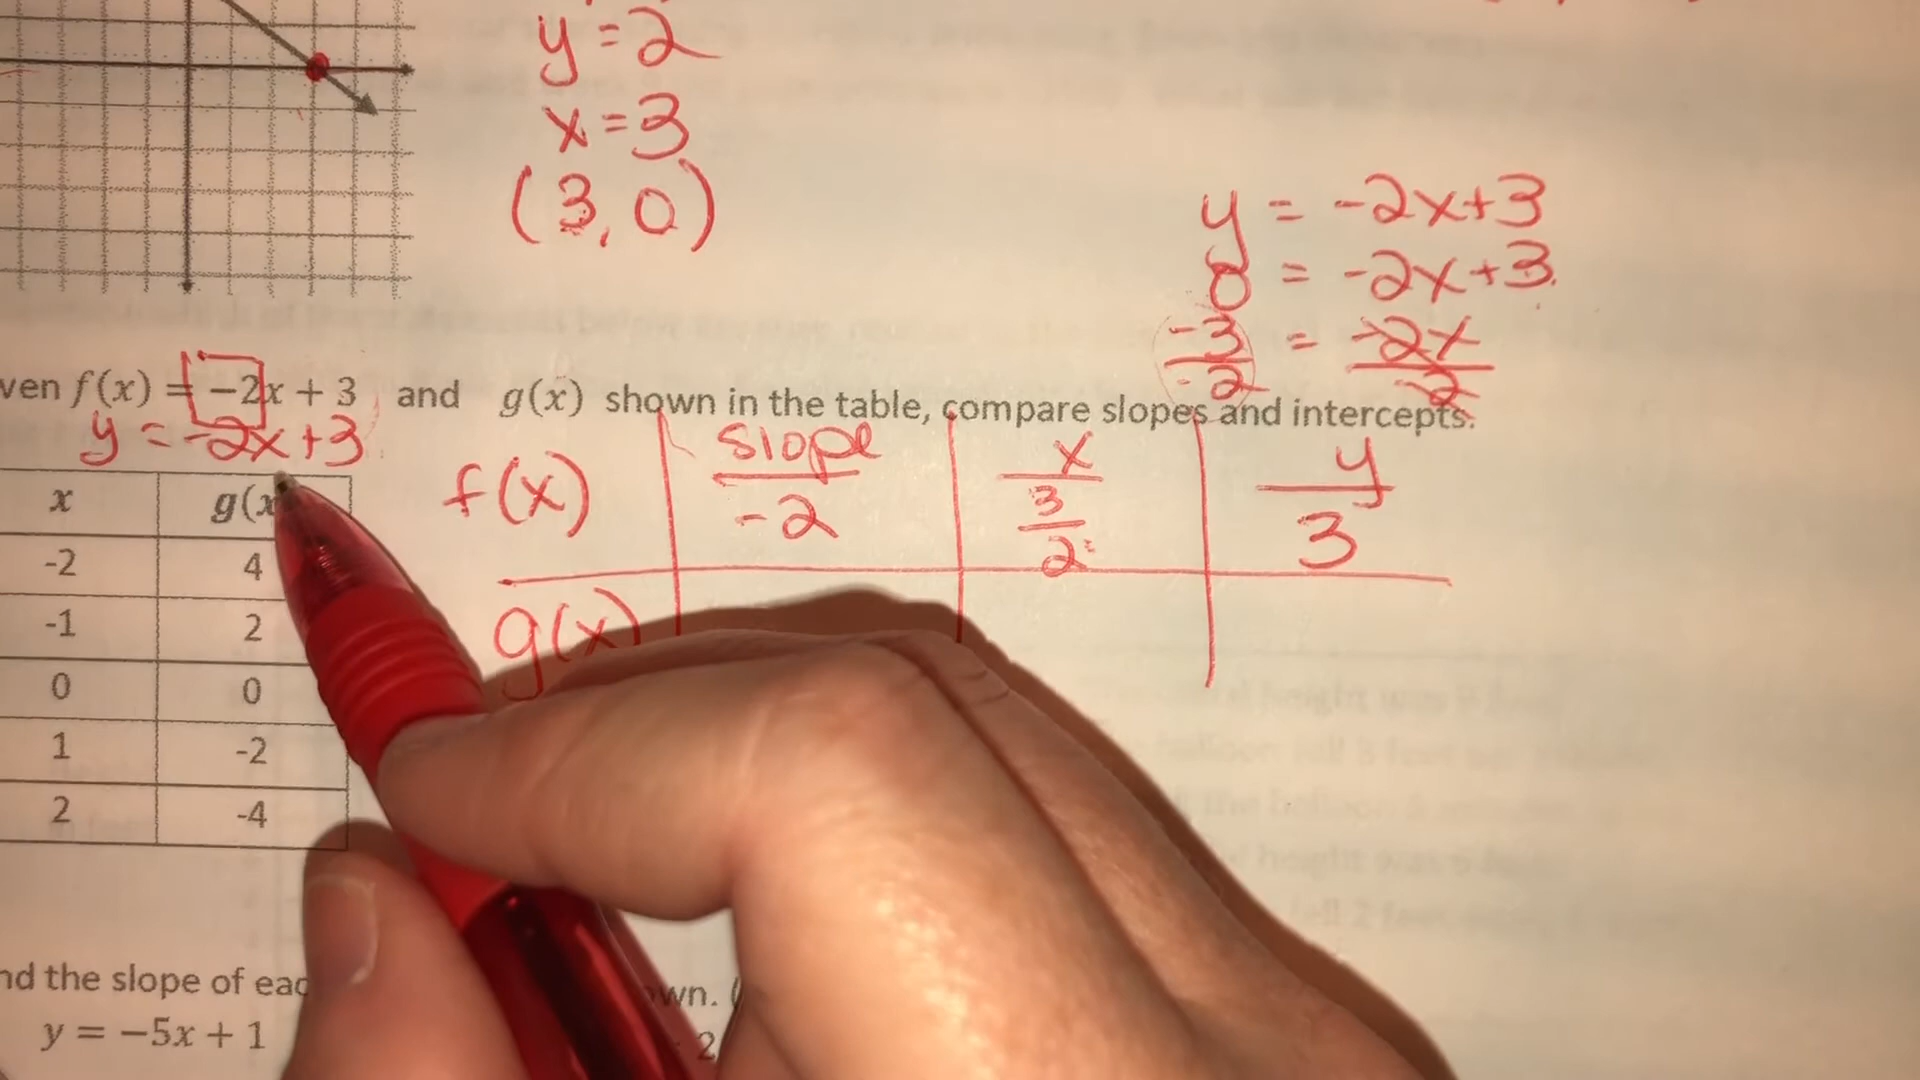 y = 2
x = 3
(3, 0)
y = -2x+3
0 = -2x+3
-3 = -2x
-2 -2
ven f(x) = −2x + 3 and g(x) shown in the table, compare slopes and intercepts.
y = -2x+3
slope x y
f(x) -2 3/2 3
g(x)
x g(x
-2 4
-1 2
0 0
1 -2
2 -4
nd the slope of eac wn. (
y = −5x + 1 2